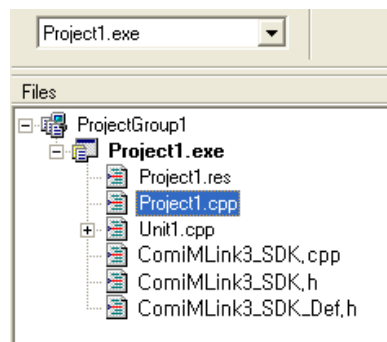 Project1.exe
Files
ProjectGroup1
Project1.exe
Project1.res
Project1.cpp
Unit1.cpp
ComiMLink3_SDK,cpp
ComiMLink3_SDK,h
ComiMLink3_SDK_Def,h